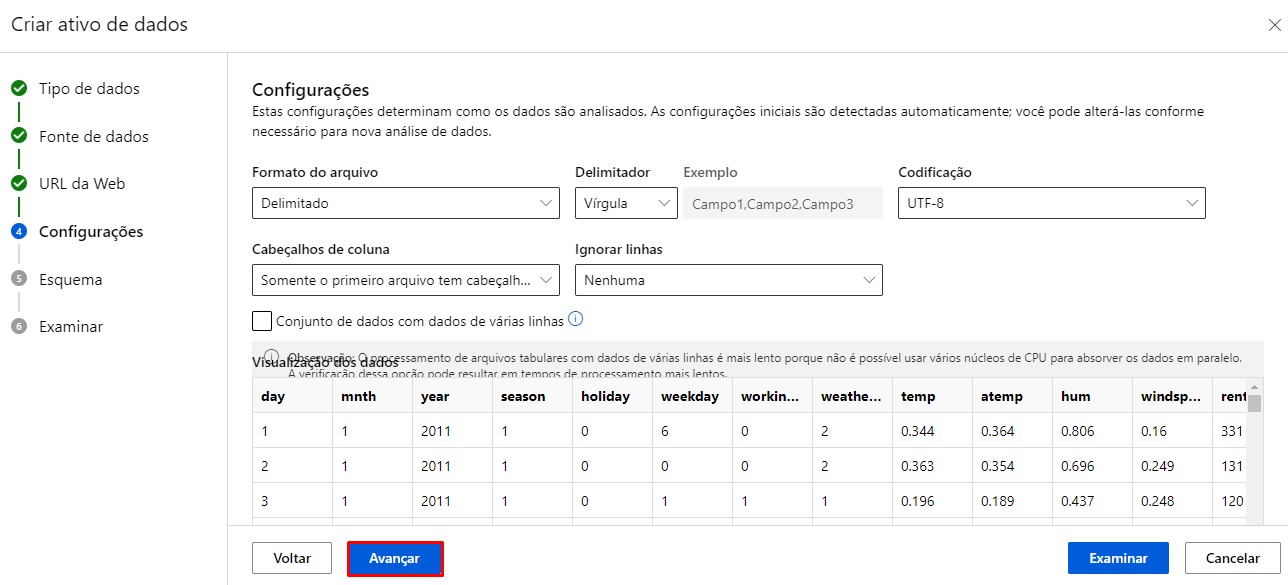 Criar ativo de dados
Tipo de dados
Fonte de dados
URL da Web
4 Configurações
5 Esquema
6 Examinar
Configurações
Estas configurações determinam como os dados são analisados. As configurações iniciais são detectadas automaticamente; você pode alterá-las conforme
necessário para nova análise de dados.
Formato do arquivo Delimitador Exemplo Codificação
Delimitado Vírgula Campo1,Campo2,Campo3 UTF-8
Cabeçalhos de coluna Ignorar linhas
Somente o primeiro arquivo tem cabeçalh... Nenhuma
Conjunto de dados com dados de várias linhas
Observação: O processamento de arquivos tabulares com dados de várias linhas é mais lento porque não é possível usar vários núcleos de CPU para absorver os dados em paralelo.
Visualização dos dados
A verificação dessa opção pode resultar em tempos de processamento mais lentos.
day mnth year season holiday weekday workin... weathe... temp atemp hum windsp... rent
1 1 2011 1 0 6 0 2 0.344 0.364 0.806 0.16 331
2 1 2011 1 0 0 0 2 0.363 0.354 0.696 0.249 131
3 1 2011 1 0 1 1 1 0.196 0.189 0.437 0.248 120
Voltar Avançar Examinar Cancelar